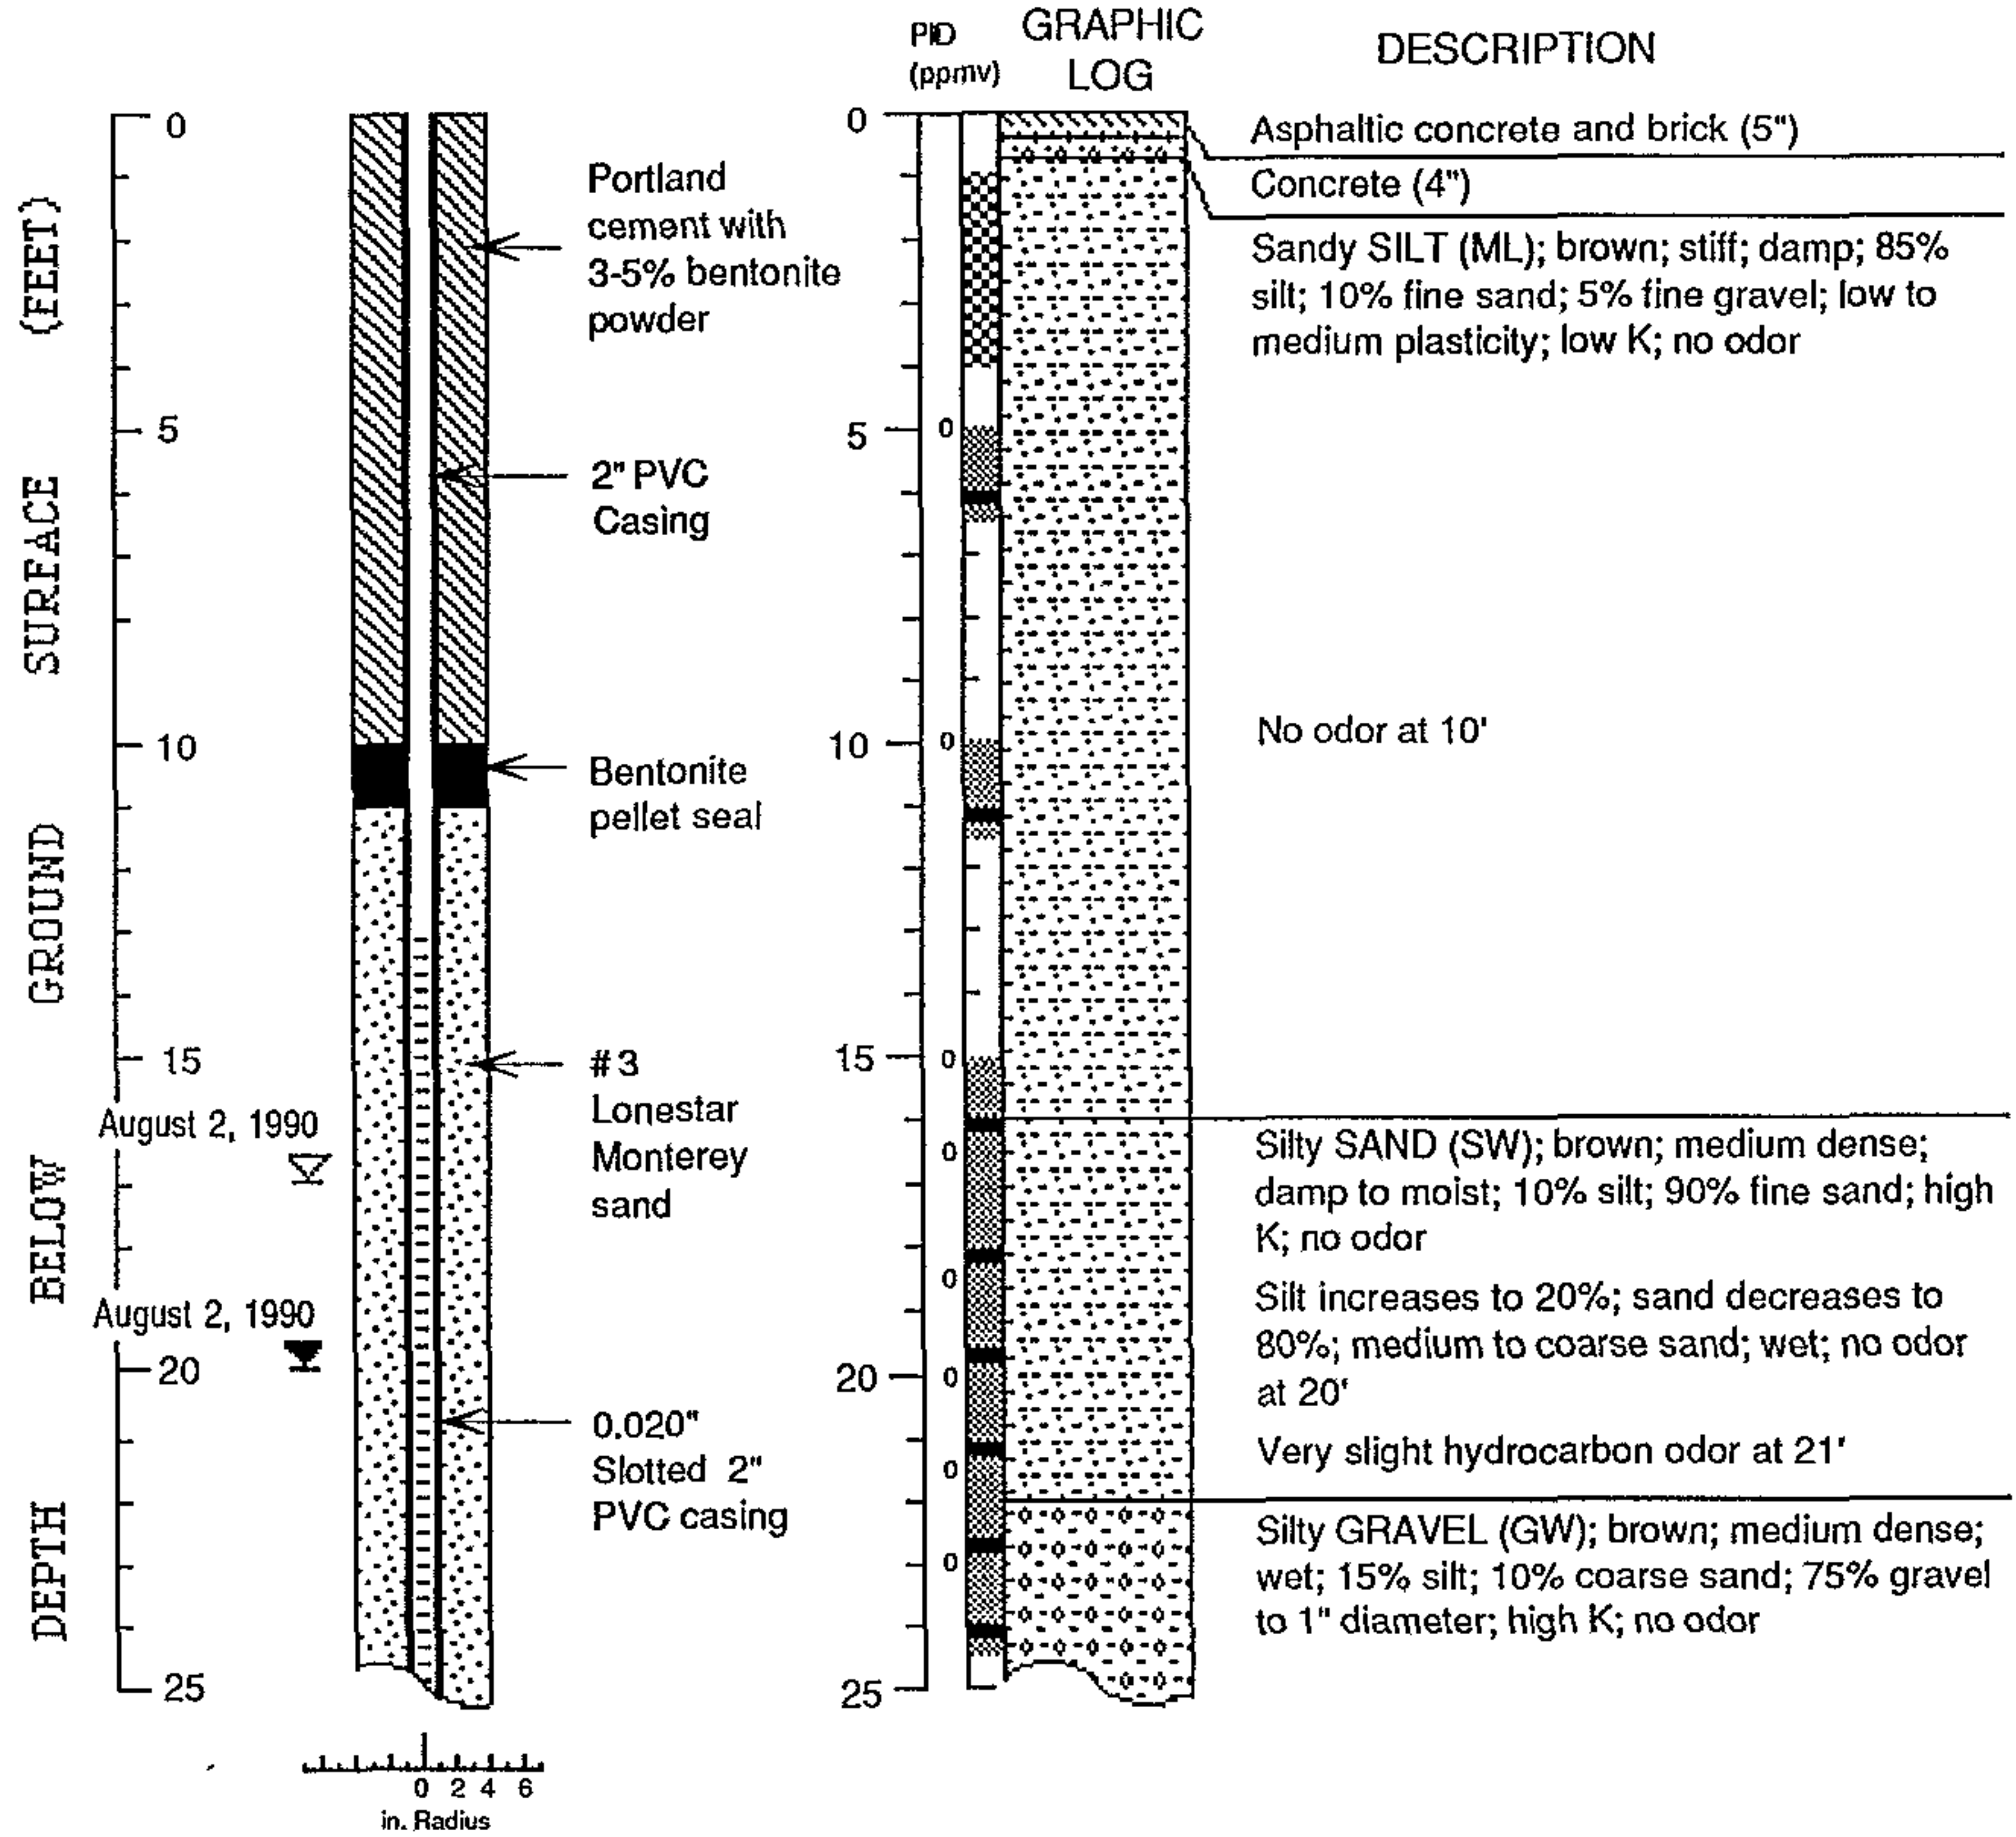 PID
(ppmv)
GRAPHIC
LOG
DESCRIPTION
DEPTH BELOW GROUND SURFACE (FEET)
0
5
10
15
20
25
Portland
cement with
3-5% bentonite
powder
2" PVC
Casing
Bentonite
pellet seal
#3
Lonestar
Monterey
sand
August 2, 1990
August 2, 1990
0.020"
Slotted 2"
PVC casing
0 2 4 6
in. Radius
0
5
10
15
20
25
0
0
0
0
0
0
0
0
Asphaltic concrete and brick (5")
Concrete (4")
Sandy SILT (ML); brown; stiff; damp; 85%
silt; 10% fine sand; 5% fine gravel; low to
medium plasticity; low K; no odor
No odor at 10'
Silty SAND (SW); brown; medium dense;
damp to moist; 10% silt; 90% fine sand; high
K; no odor
Silt increases to 20%; sand decreases to
80%; medium to coarse sand; wet; no odor
at 20'
Very slight hydrocarbon odor at 21'
Silty GRAVEL (GW); brown; medium dense;
wet; 15% silt; 10% coarse sand; 75% gravel
to 1" diameter; high K; no odor